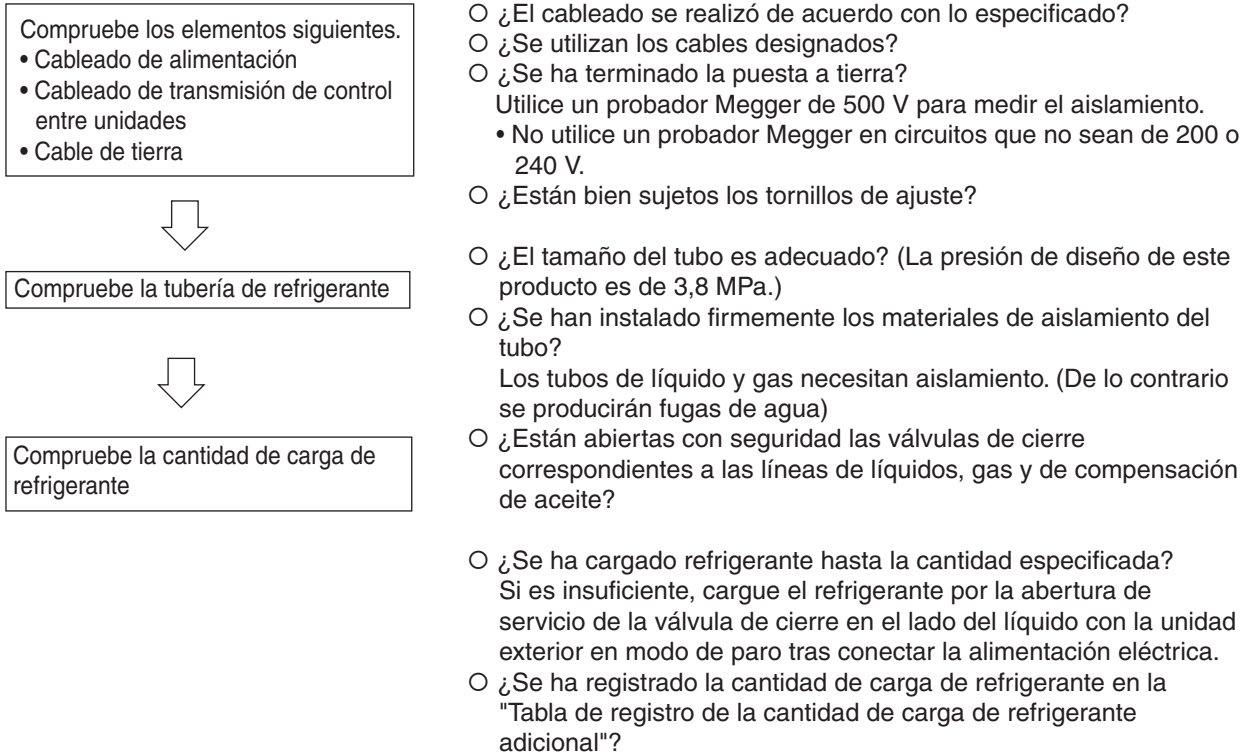 Compruebe los elementos siguientes.
• Cableado de alimentación
• Cableado de transmisión de control
entre unidades
• Cable de tierra
○ ¿El cableado se realizó de acuerdo con lo especificado?
○ ¿Se utilizan los cables designados?
○ ¿Se ha terminado la puesta a tierra?
Utilice un probador Megger de 500 V para medir el aislamiento.
• No utilice un probador Megger en circuitos que no sean de 200 o
240 V.
○ ¿Están bien sujetos los tornillos de ajuste?
Compruebe la tubería de refrigerante
○ ¿El tamaño del tubo es adecuado? (La presión de diseño de este
producto es de 3,8 MPa.)
○ ¿Se han instalado firmemente los materiales de aislamiento del
tubo?
Los tubos de líquido y gas necesitan aislamiento. (De lo contrario
se producirán fugas de agua)
○ ¿Están abiertas con seguridad las válvulas de cierre
correspondientes a las líneas de líquidos, gas y de compensación
de aceite?
Compruebe la cantidad de carga de
refrigerante
○ ¿Se ha cargado refrigerante hasta la cantidad especificada?
Si es insuficiente, cargue el refrigerante por la abertura de
servicio de la válvula de cierre en el lado del líquido con la unidad
exterior en modo de paro tras conectar la alimentación eléctrica.
○ ¿Se ha registrado la cantidad de carga de refrigerante en la
"Tabla de registro de la cantidad de carga de refrigerante
adicional"?